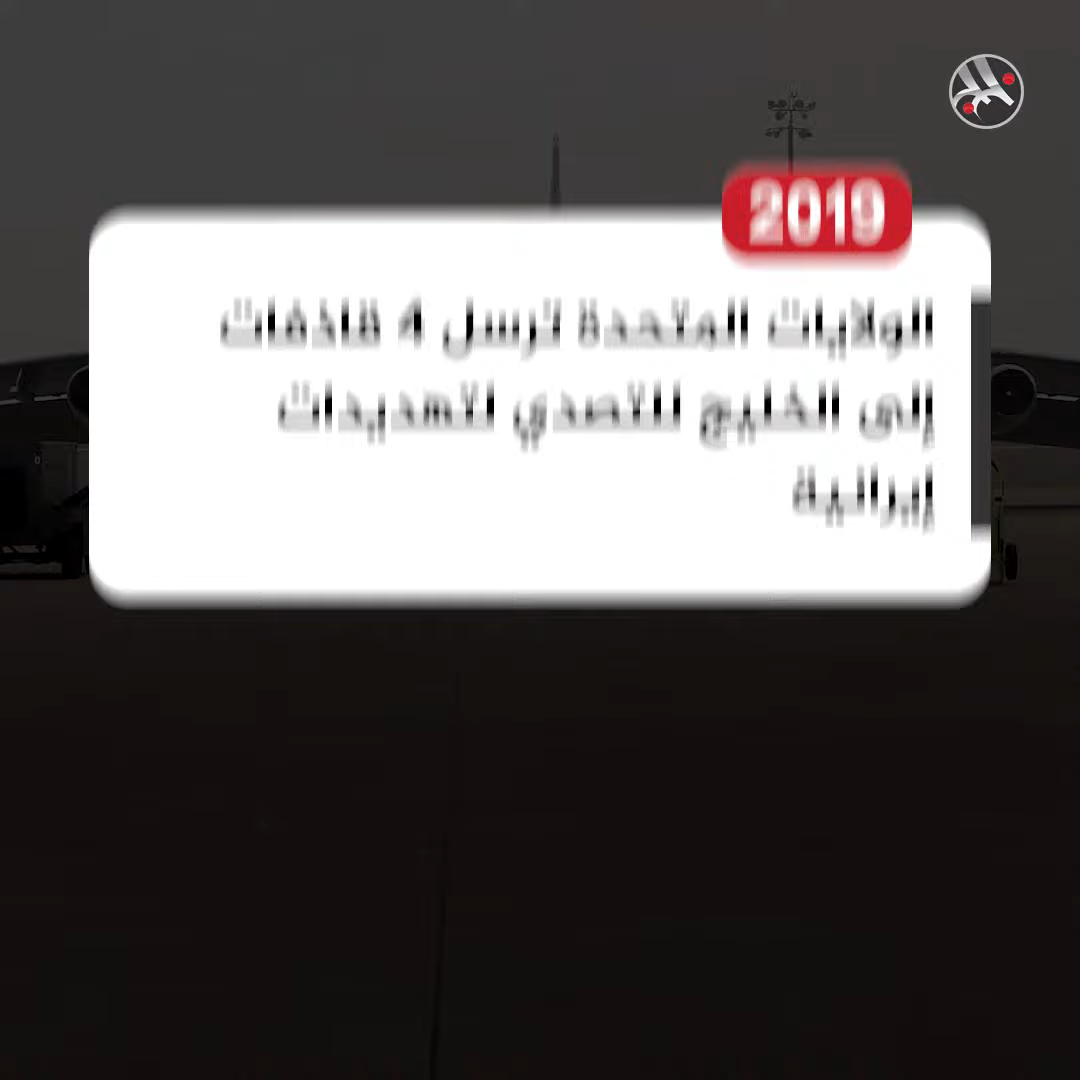 2019
الولايات المتحدة ترسل 4 قاذفات
إلى الخليج للتصدي لتهديدات
إيرانية